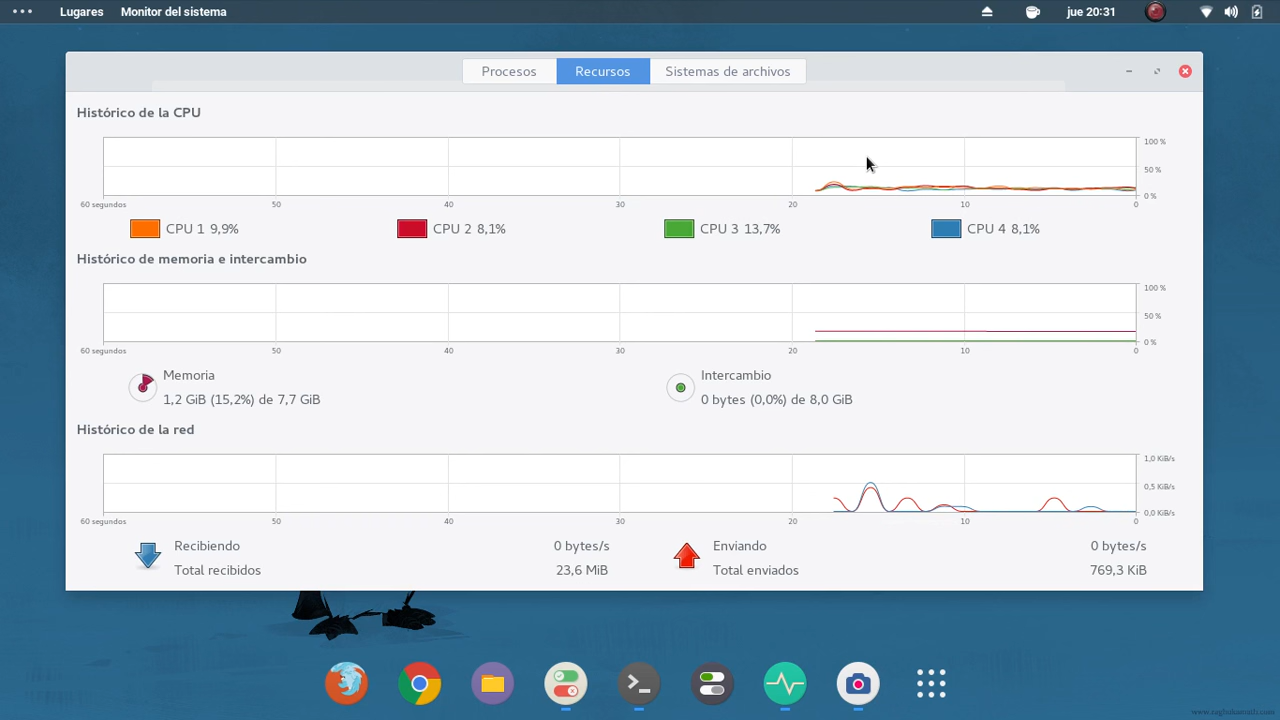 Lugares Monitor del sistema jue 20:31
Procesos Recursos Sistemas de archivos
Histórico de la CPU
100 %
50 %
0 %
60 segundos 50 40 30 20 10 0
CPU 1 9,9% CPU 2 8,1% CPU 3 13,7% CPU 4 8,1%
Histórico de memoria e intercambio
100 %
50 %
0 %
60 segundos 50 40 30 20 10 0
Memoria Intercambio
1,2 GiB (15,2%) de 7,7 GiB 0 bytes (0,0%) de 8,0 GiB
Histórico de la red
1,0 KiB/s
0,5 KiB/s
0,0 KiB/s
60 segundos 50 40 30 20 10 0
Recibiendo 0 bytes/s Enviando 0 bytes/s
Total recibidos 23,6 MiB Total enviados 769,3 KiB